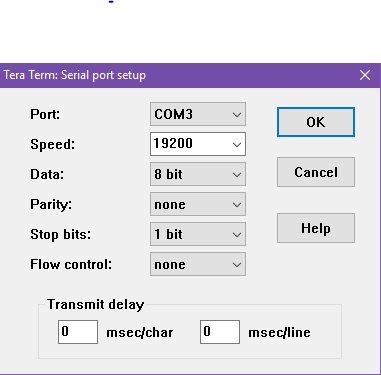 Tera Term: Serial port setup
Port: COM3 OK
Speed: 19200
Data: 8 bit Cancel
Parity: none
Stop bits: 1 bit Help
Flow control: none
Transmit delay
0 msec/char 0 msec/line